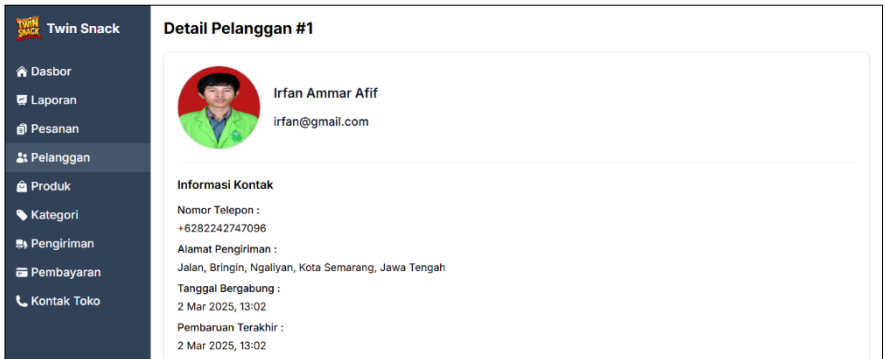 TWIN
SNACK
Twin Snack
Dasbor
Laporan
Pesanan
Pelanggan
Produk
Kategori
Pengiriman
Pembayaran
Kontak Toko
Detail Pelanggan #1
Irfan Ammar Afif
irfan@gmail.com
Informasi Kontak
Nomor Telepon :
+6282242747096
Alamat Pengiriman :
Jalan, Bringin, Ngaliyan, Kota Semarang, Jawa Tengah
Tanggal Bergabung :
2 Mar 2025, 13:02
Pembaruan Terakhir :
2 Mar 2025, 13:02